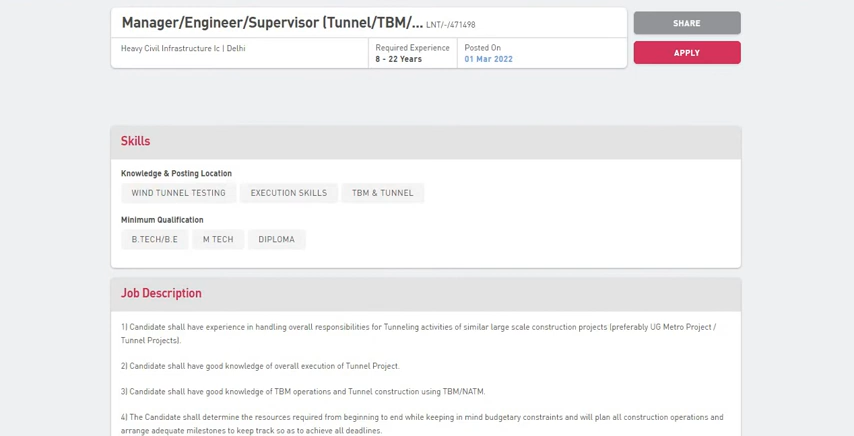 Manager/Engineer/Supervisor (Tunnel/TBM/... LNT/-/471498
SHARE
Heavy Civil Infrastructure Ic | Delhi
Required Experience
8 - 22 Years
Posted On
01 Mar 2022
APPLY
Skills
Knowledge & Posting Location
WIND TUNNEL TESTING EXECUTION SKILLS TBM & TUNNEL
Minimum Qualification
B.TECH/B.E M TECH DIPLOMA
Job Description
1) Candidate shall have experience in handling overall responsibilities for Tunneling activities of similar large scale construction projects (preferably UG Metro Project /
Tunnel Projects).
2) Candidate shall have good knowledge of overall execution of Tunnel Project.
3) Candidate shall have good knowledge of TBM operations and Tunnel construction using TBM/NATM.
4) The Candidate shall determine the resources required from beginning to end while keeping in mind budgetary constraints and will plan all construction operations and
arrange adequate milestones to keep track so as to achieve all deadlines.